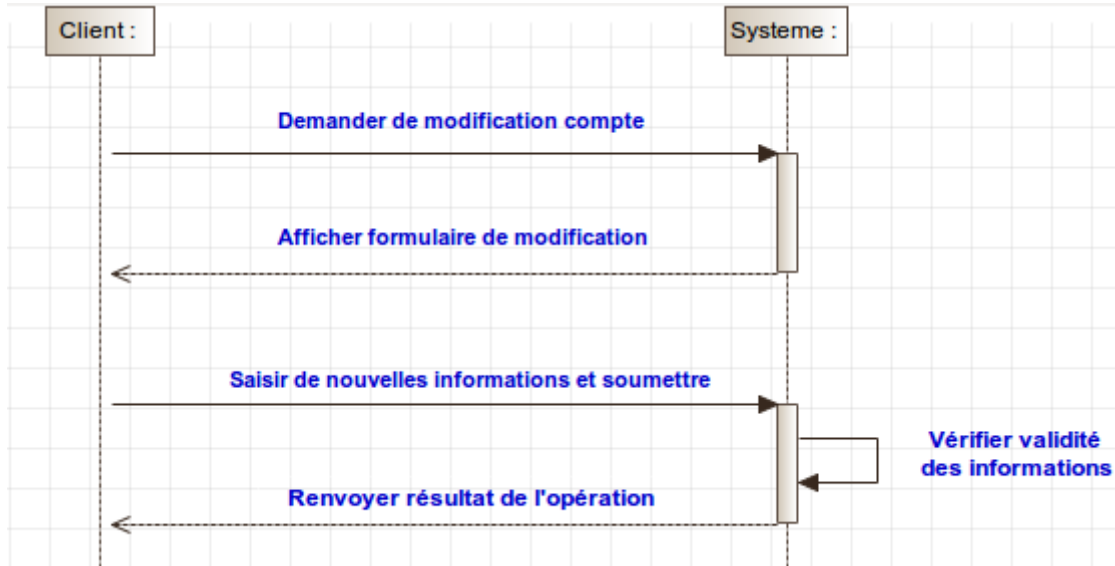 Client :
Systeme :
Demander de modification compte
Afficher formulaire de modification
Saisir de nouvelles informations et soumettre
Vérifier validité
des informations
Renvoyer résultat de l'opération